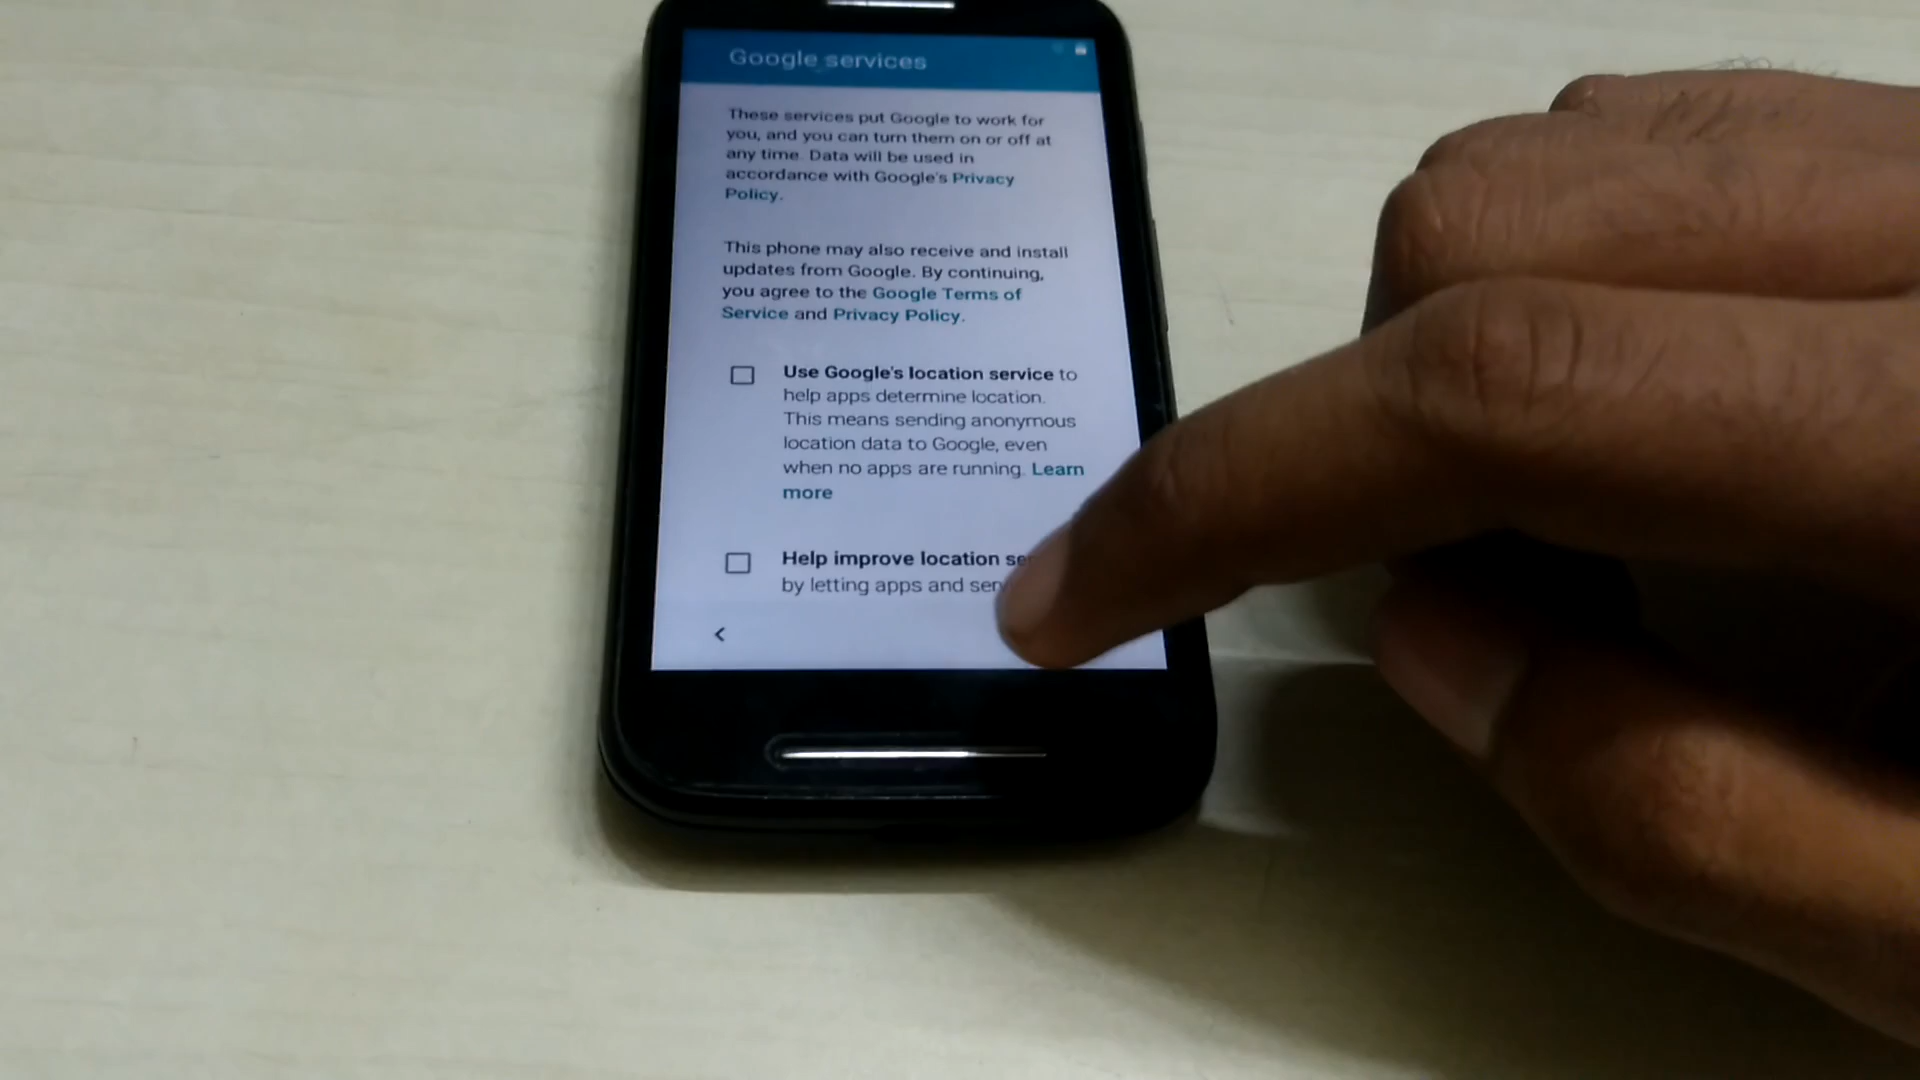 Google services
These services put Google to work for
you, and you can turn them on or off at
any time. Data will be used in
accordance with Google's Privacy
Policy.
This phone may also receive and install
updates from Google. By continuing,
you agree to the Google Terms of
Service and Privacy Policy.
Use Google's location service to
help apps determine location.
This means sending anonymous
location data to Google, even
when no apps are running. Learn
more
Help improve location
by letting apps and